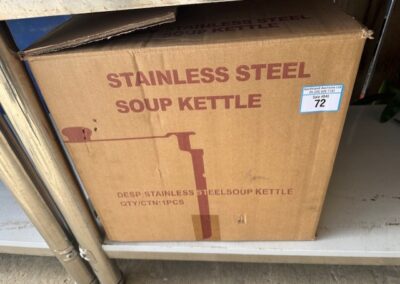 STAINLESS STEEL
SOUP KETTLE
72
DESP:STAINLESS STEELSOUP KETTLE
QTY/CTN:1PCS